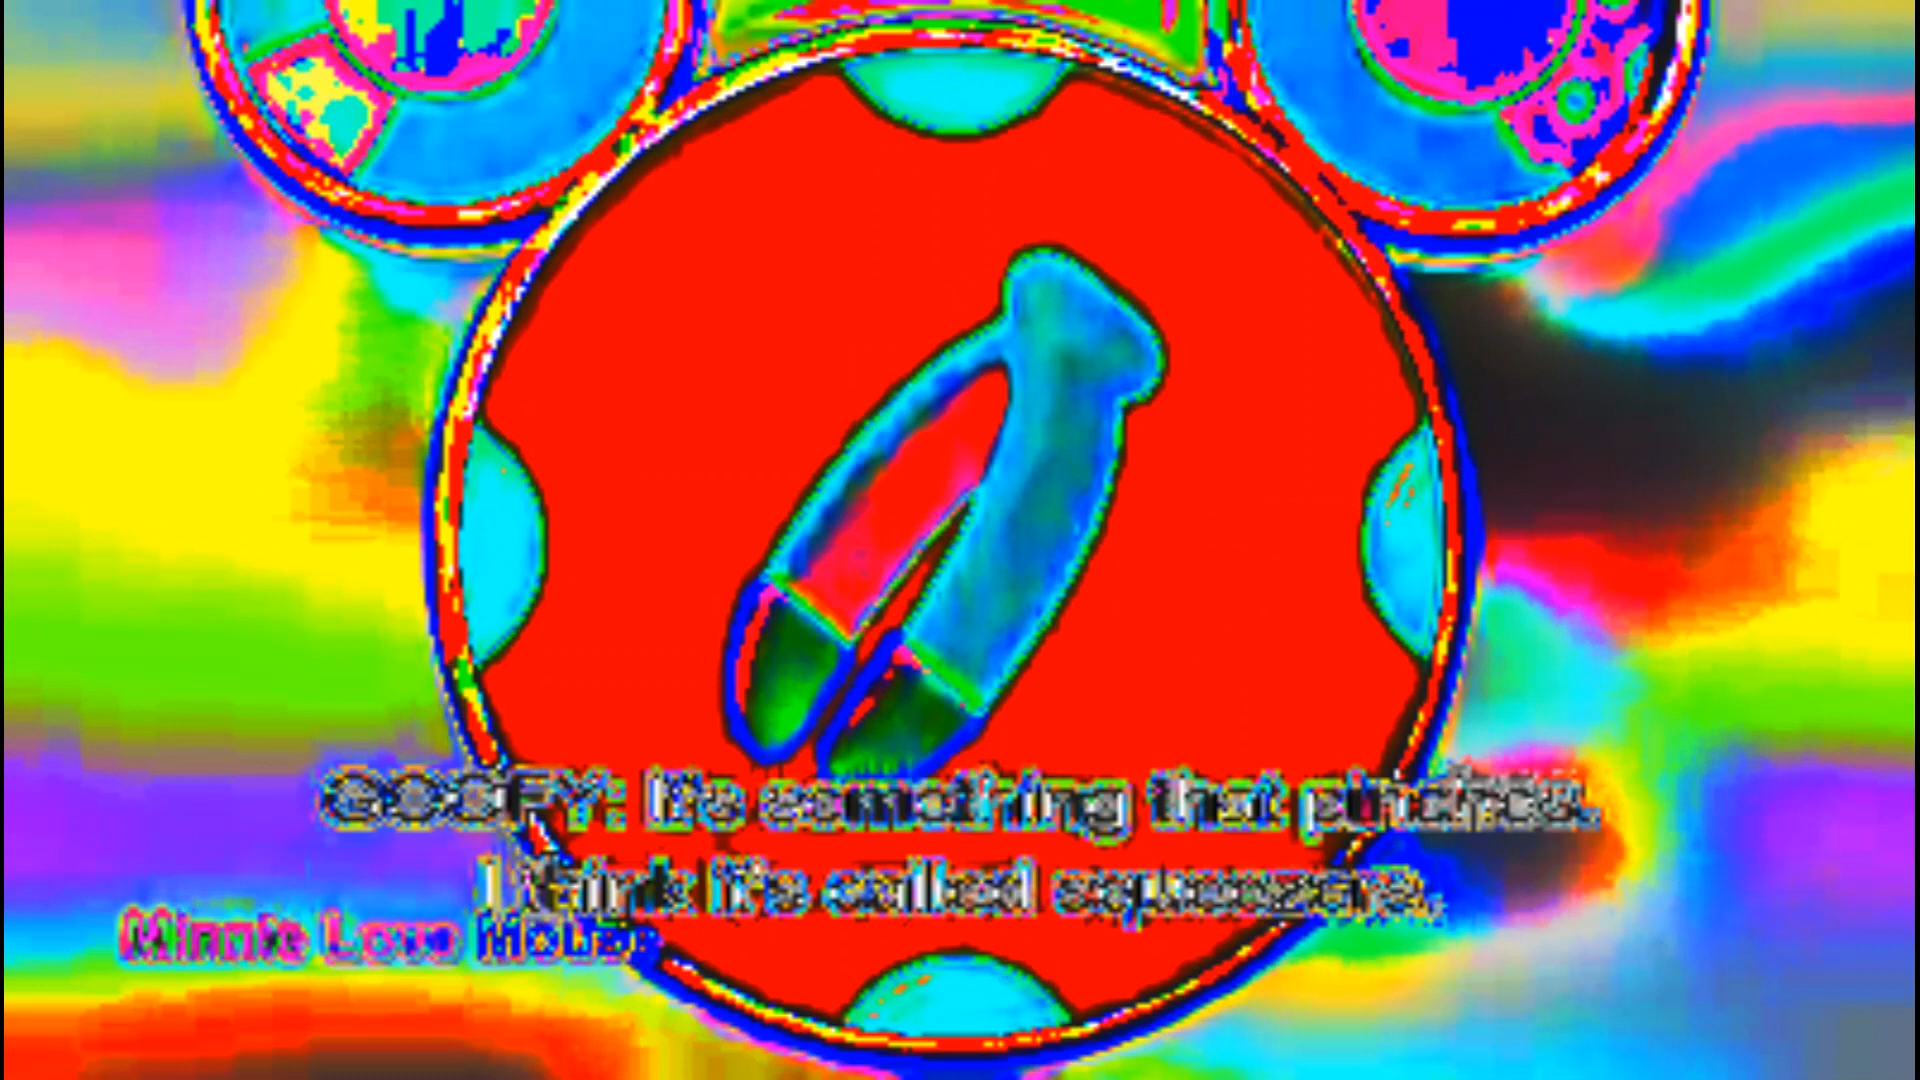 GOOFY: It's something that pinches.
I think it's called squeezers.
Minnie Love Mouse